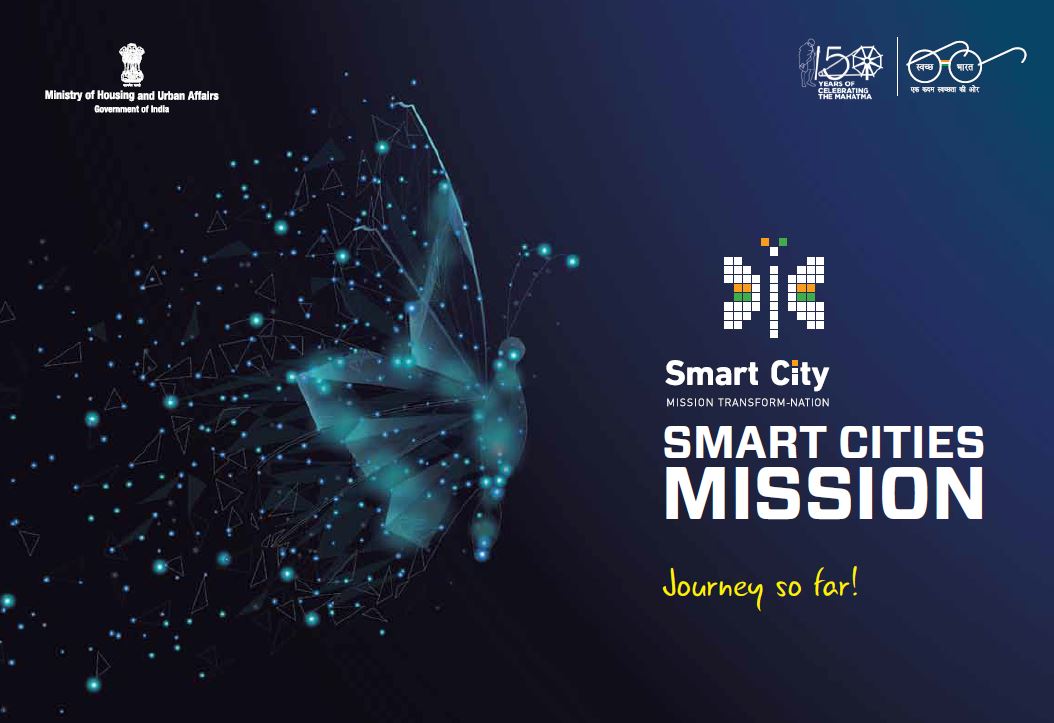 Ministry of Housing and Urban Affairs
Government of India
150
YEARS OF
CELEBRATING
THE MAHATMA
स्वच्छ भारत
एक कदम स्वच्छता की ओर
Smart City
MISSION TRANSFORM-NATION
SMART CITIES
MISSION
Journey so far!